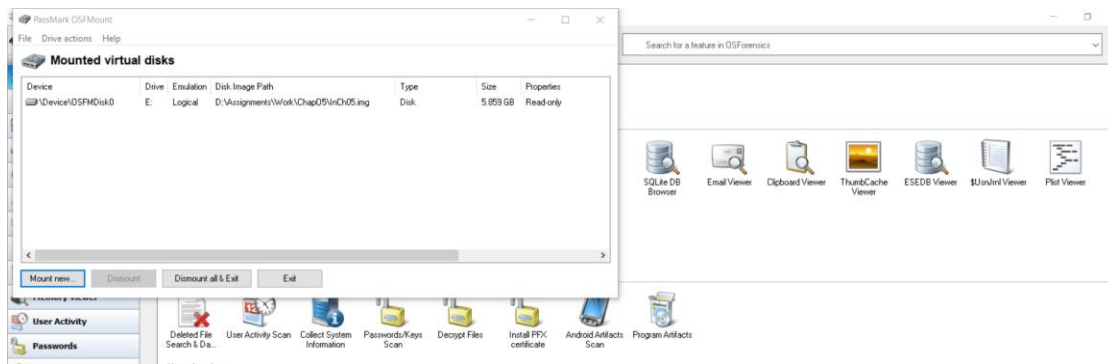 PassMark OSFMount
File Drive actions Help
Mounted virtual disks
Device Drive Emulation Disk Image Path Type Size Properties
\Device\OSFMDisk0 E: Logical D:\Assignments\Work\Chap05\InCh05.img Disk 5.859 GB Read-only
Mount new... Dismount Dismount all & Exit Exit
Search for a feature in OSForensics
SQLite DB Browser
Email Viewer
Clipboard Viewer
ThumbCache Viewer
ESEDB Viewer
$UsnJrnl Viewer
Plist Viewer
Memory Viewer
User Activity
Passwords
Deleted File Search & Da...
User Activity Scan
Collect System Information
Passwords/Keys Scan
Decrypt Files
Install PFX certificate
Android Artifacts Scan
Program Artifacts